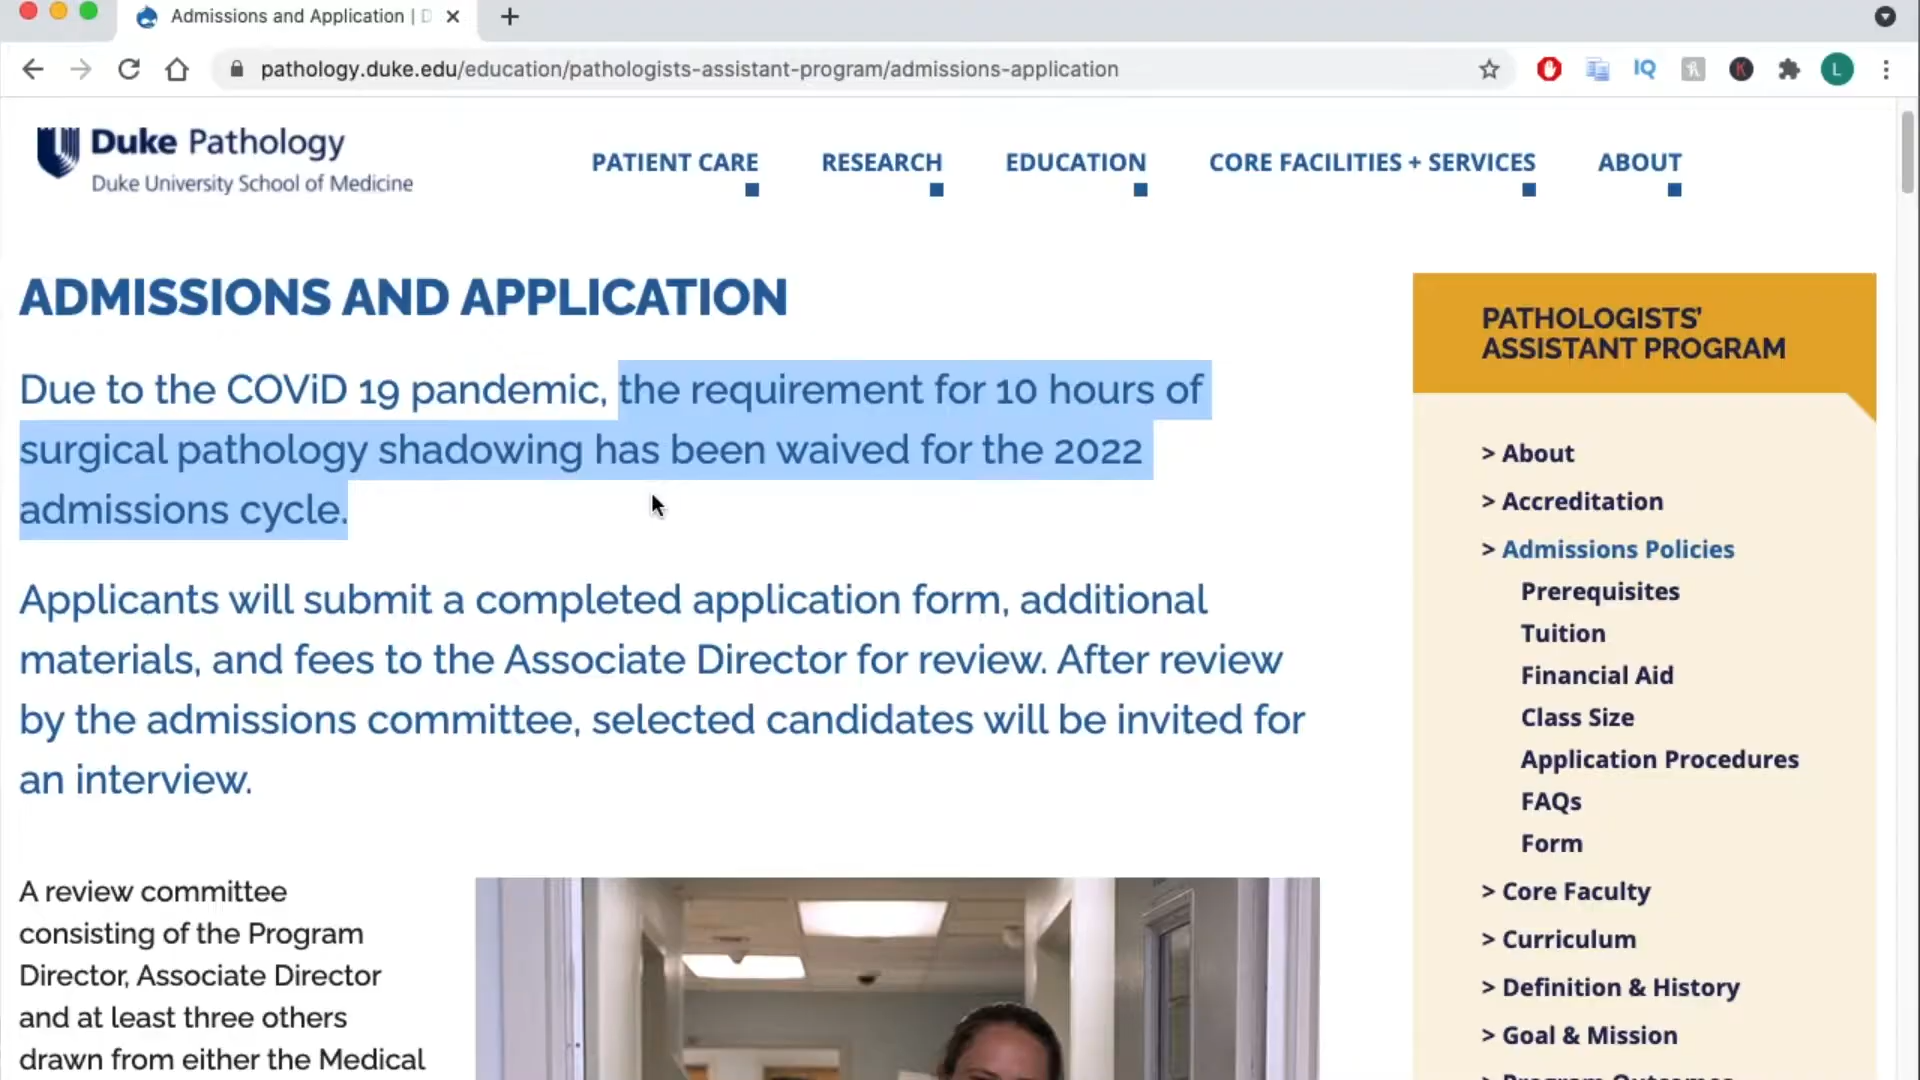 Admissions and Application | D
pathology.duke.edu/education/pathologists-assistant-program/admissions-application
IQ
L
Duke Pathology
Duke University School of Medicine
PATIENT CARE
RESEARCH
EDUCATION
CORE FACILITIES + SERVICES
ABOUT
ADMISSIONS AND APPLICATION
Due to the COViD 19 pandemic, the requirement for 10 hours of
surgical pathology shadowing has been waived for the 2022
admissions cycle.
Applicants will submit a completed application form, additional
materials, and fees to the Associate Director for review. After review
by the admissions committee, selected candidates will be invited for
an interview.
A review committee
consisting of the Program
Director, Associate Director
and at least three others
drawn from either the Medical
PATHOLOGISTS'
ASSISTANT PROGRAM
> About
> Accreditation
> Admissions Policies
Prerequisites
Tuition
Financial Aid
Class Size
Application Procedures
FAQs
Form
> Core Faculty
> Curriculum
> Definition & History
> Goal & Mission